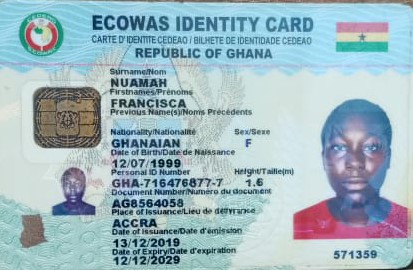 ECOWAS IDENTITY CARD
CARTE D'IDENTITE CEDEAO / BILHETE DE IDENTIDADE CEDEAO
REPUBLIC OF GHANA
Surname/Nom
NUAMAH
Firstnames/Prénoms
FRANCISCA
Previous Name(s)/Noms Précédents
Nationality/Nationalité Sex/Sexe
GHANAIAN F
Date of Birth/Date de Naissance
12/07/1999
Personal ID Number Height/Taille(m)
GHA-716476877-7 1.6
Document Number/Numéro du document
AG8564058
Place of Issuance/Lieu de délivrance
ACCRA
Date of Issuance/Date d'émission
13/12/2019
Date of Expiry/Date d'expiration
12/12/2029
571359